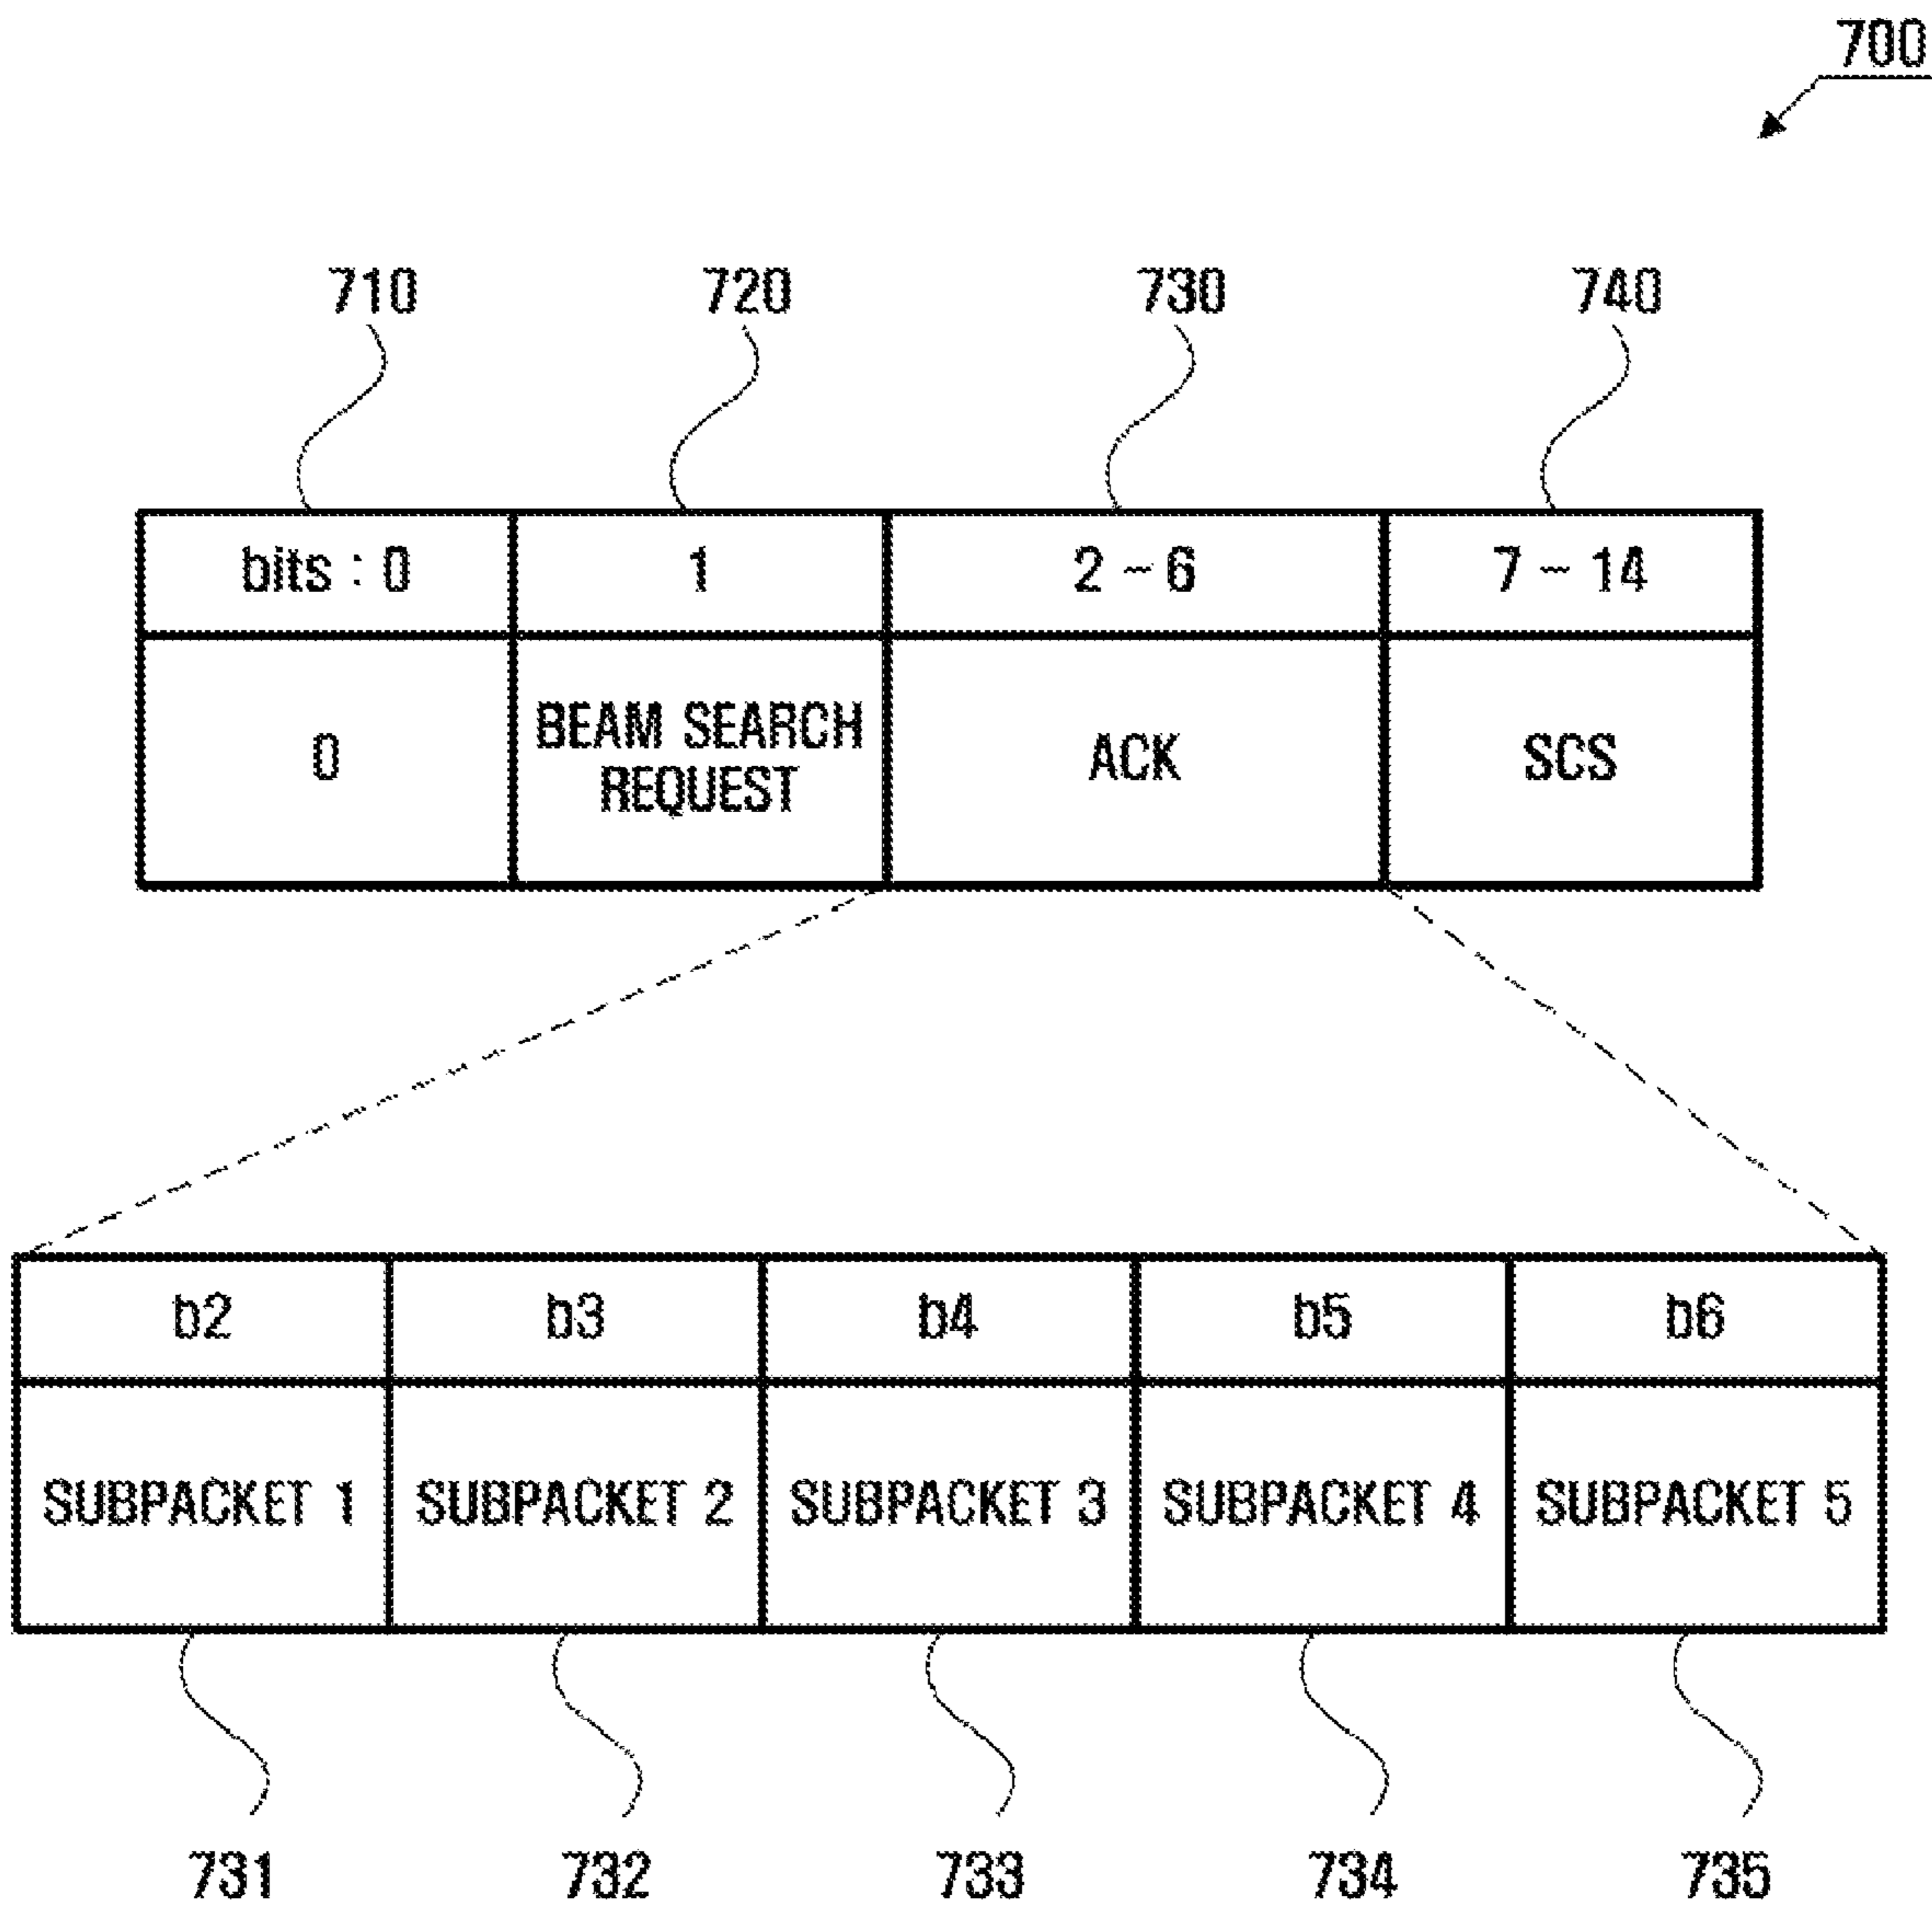 700
710 720 730 740
bits : 0 1 2 – 6 7 – 14
0 BEAM SEARCH REQUEST ACK SCS
b2 b3 b4 b5 b6
SUBPACKET 1 SUBPACKET 2 SUBPACKET 3 SUBPACKET 4 SUBPACKET 5
731 732 733 734 735